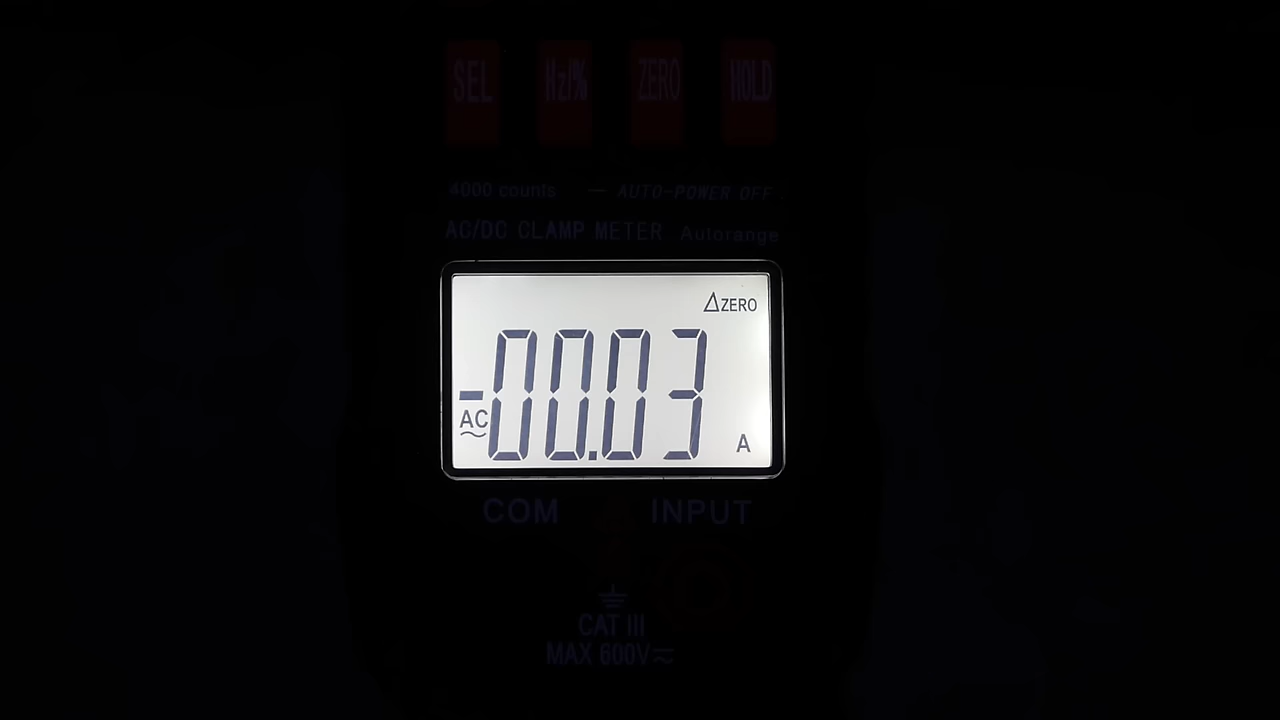 SEL Hz/% ZERO HOLD
4000 counts — AUTO-POWER OFF
AC/DC CLAMP METER Autorange
ΔZERO
-00.03
AC
A
COM INPUT
CAT III
MAX 600V